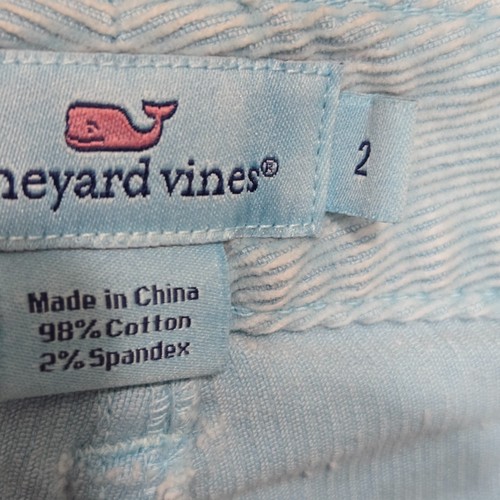 neyard vines®
2
Made in China
98% Cotton
2% Spandex